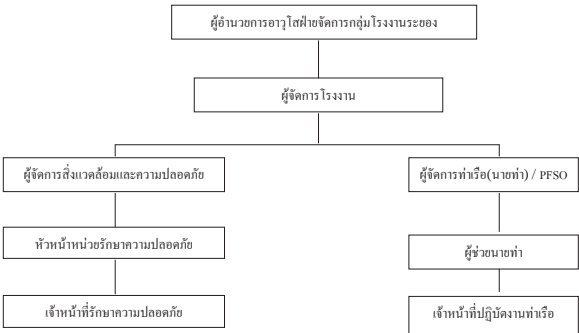 ผู้อำนวยการอาวุโสฝ่ายจัดการกลุ่มโรงงานระยอง
ผู้จัดการโรงงาน
ผู้จัดการสิ่งแวดล้อมและความปลอดภัย
ผู้จัดการท่าเรือ(นายท่า) / PFSO
หัวหน้าหน่วยรักษาความปลอดภัย
ผู้ช่วยนายท่า
เจ้าหน้าที่รักษาความปลอดภัย
เจ้าหน้าที่ปฏิบัติงานท่าเรือ